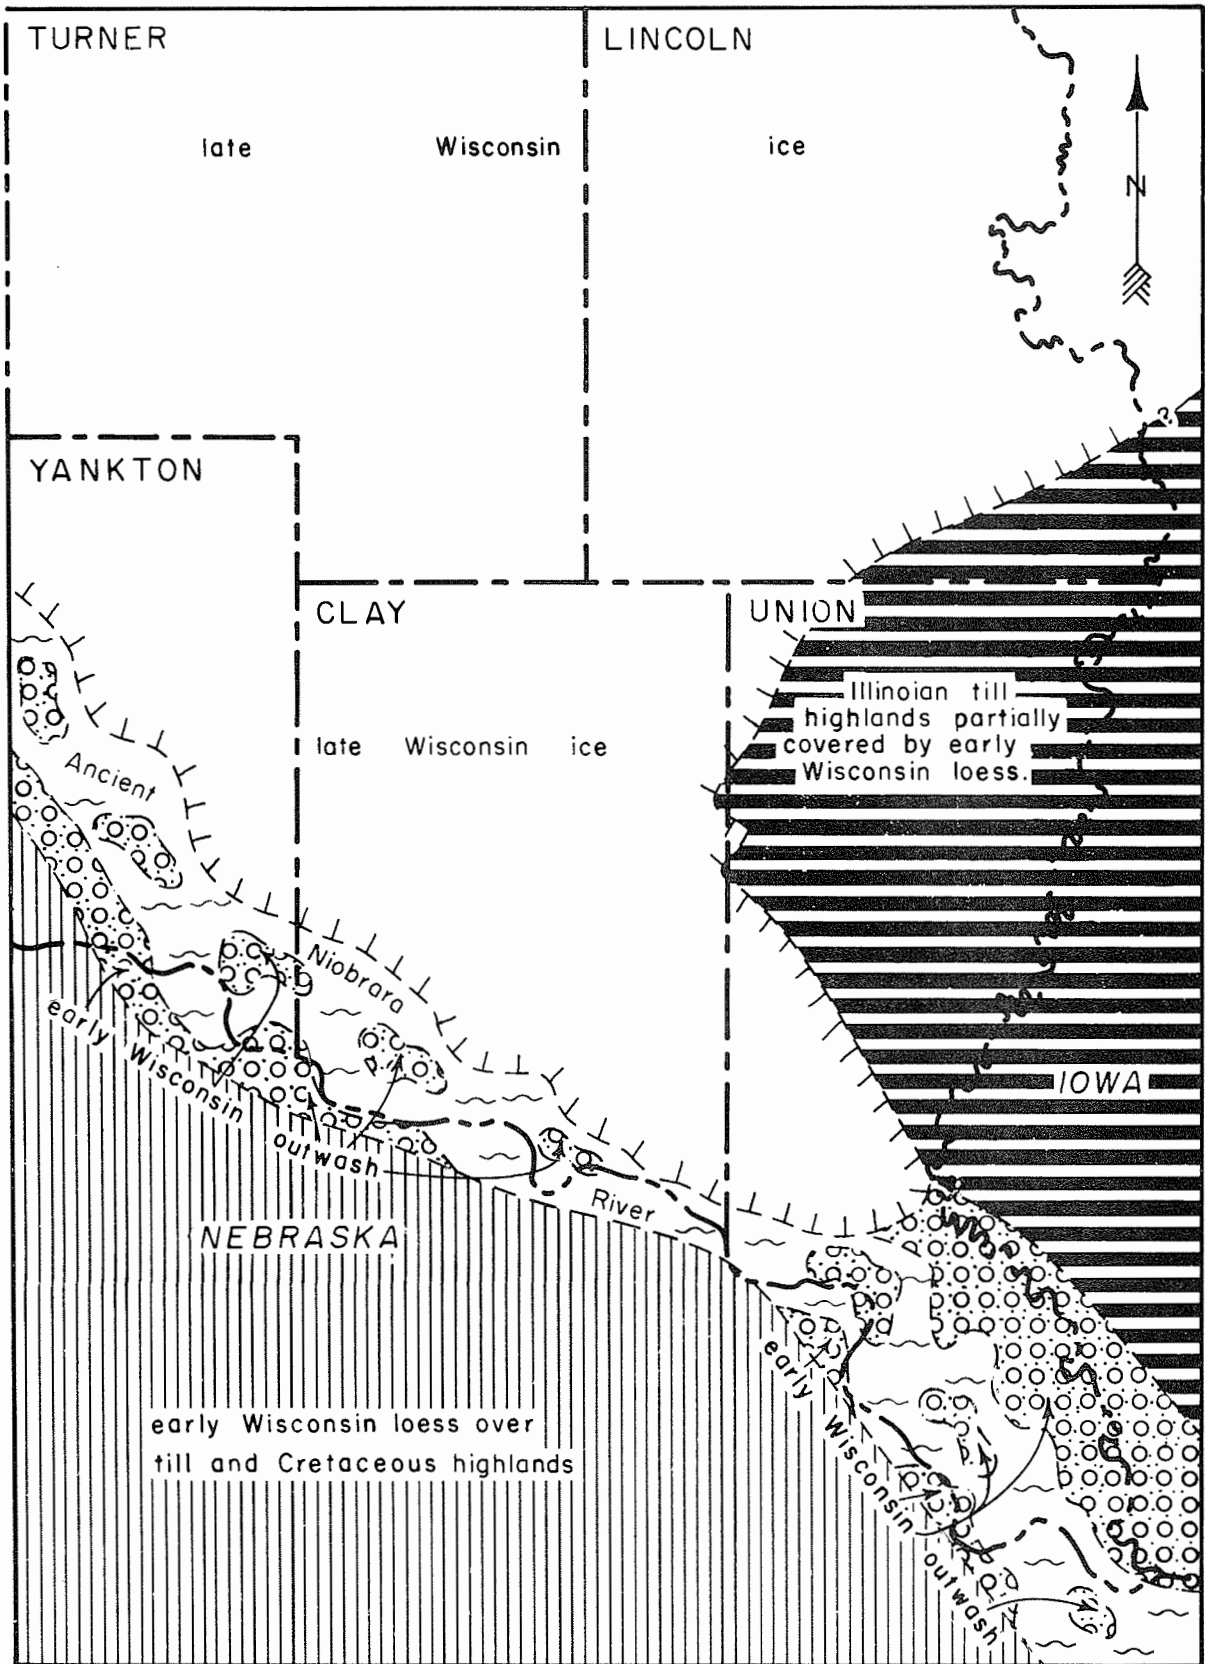 TURNER
LINCOLN
late Wisconsin ice
N
?
YANKTON
CLAY
UNION
Illinoian till
highlands partially
covered by early
Wisconsin loess.
late Wisconsin ice
Ancient
Niobrara
River
early Wisconsin outwash
IOWA
NEBRASKA
early Wisconsin outwash
early Wisconsin loess over
till and Cretaceous highlands